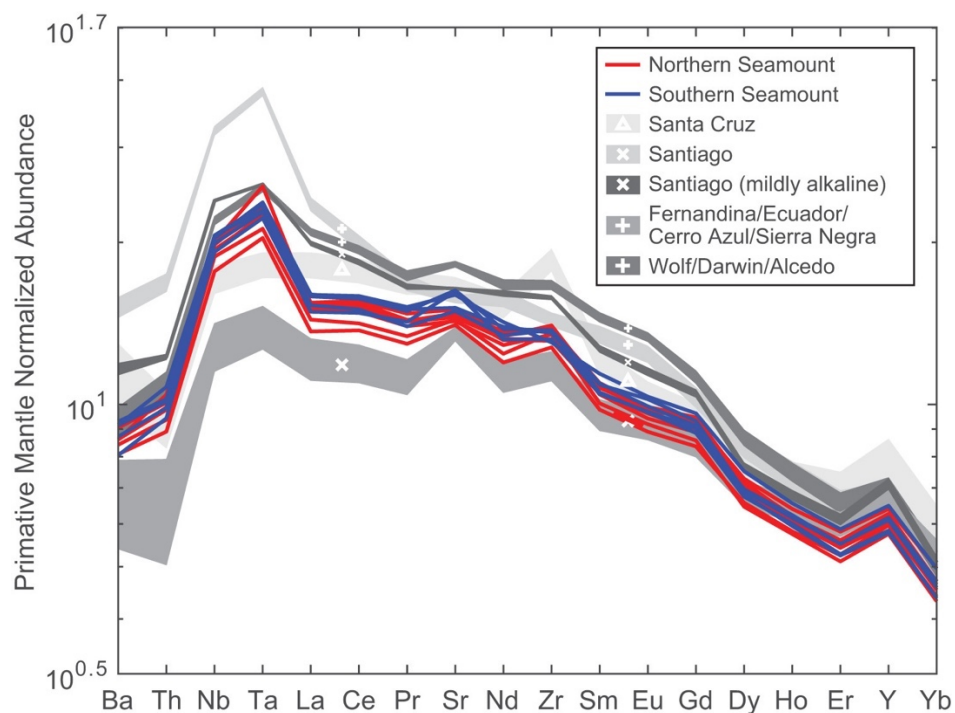 10^1.7
Northern Seamount
Southern Seamount
Santa Cruz
Santiago
Santiago (mildly alkaline)
Fernandina/Ecuador/
Cerro Azul/Sierra Negra
Wolf/Darwin/Alcedo
Primative Mantle Normalized Abundance
10^1
10^0.5
Ba Th Nb Ta La Ce Pr Sr Nd Zr Sm Eu Gd Dy Ho Er Y Yb